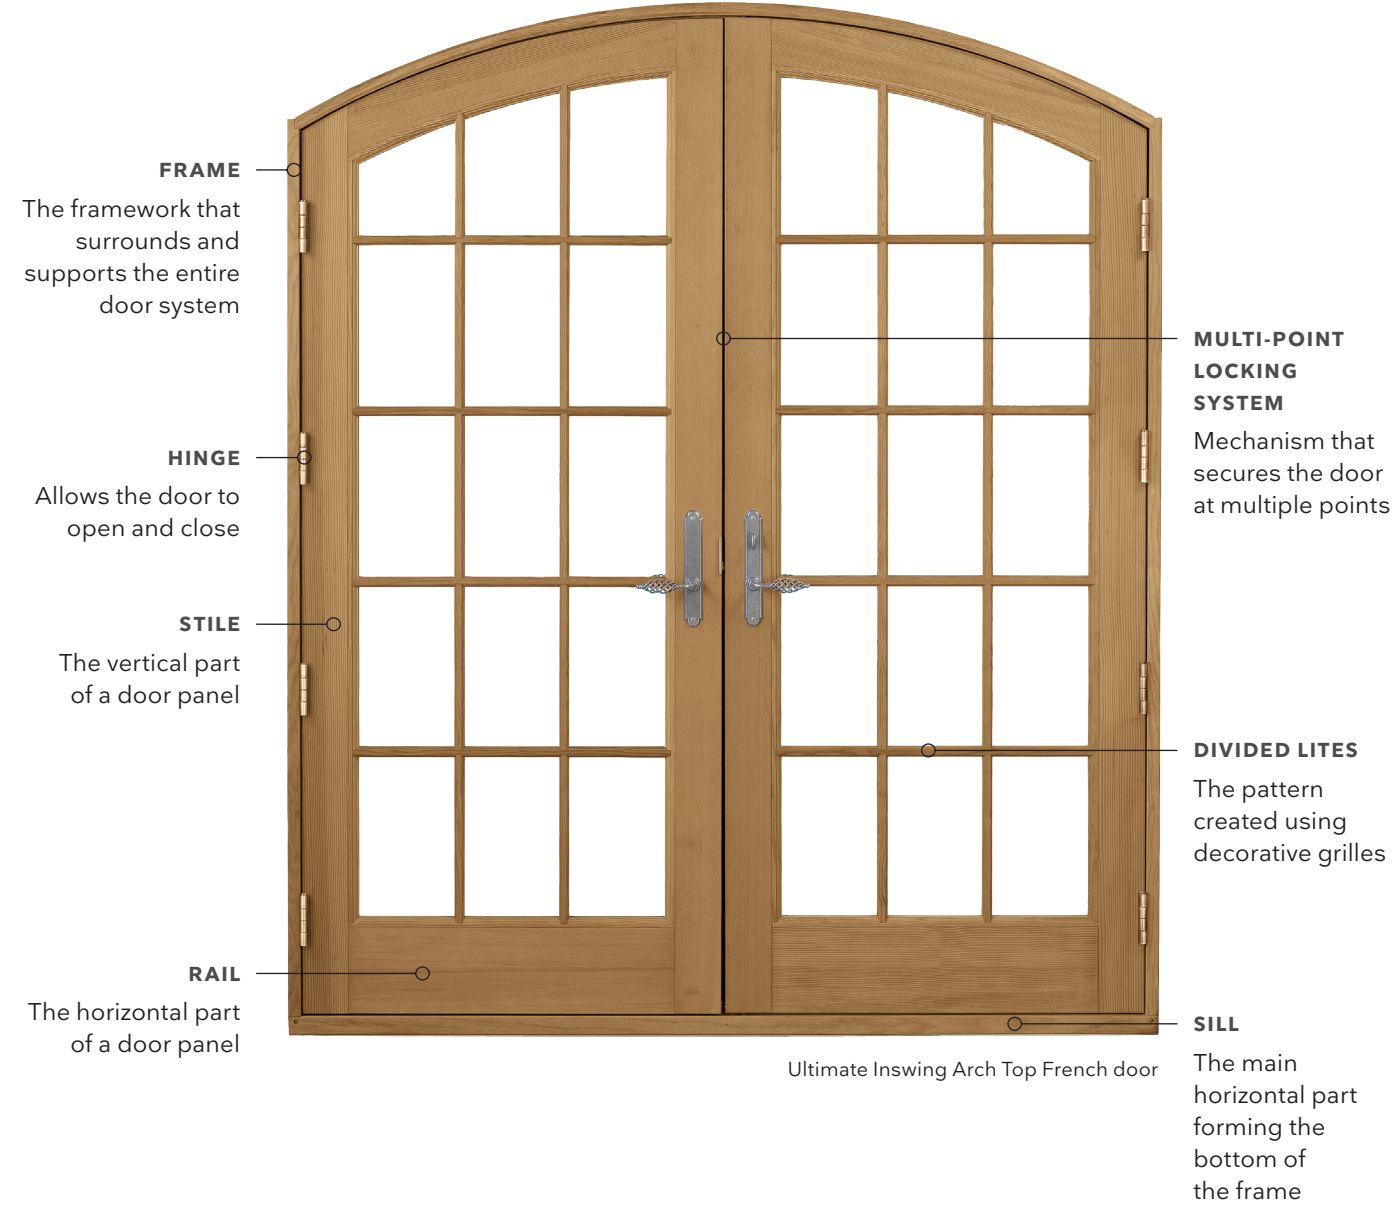 FRAME
The framework that
surrounds and
supports the entire
door system
HINGE
Allows the door to
open and close
STILE
The vertical part
of a door panel
RAIL
The horizontal part
of a door panel
MULTI-POINT
LOCKING
SYSTEM
Mechanism that
secures the door
at multiple points
DIVIDED LITES
The pattern
created using
decorative grilles
SILL
The main
horizontal part
forming the
bottom of
the frame
Ultimate Inswing Arch Top French door